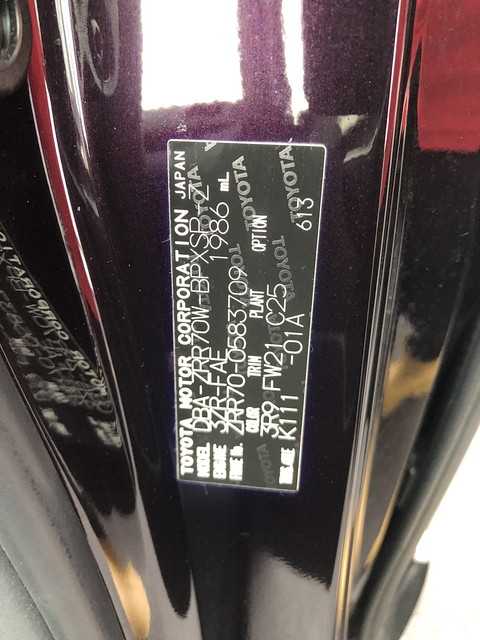 TOYOTA MOTOR CORPORATION JAPAN
MODEL DBA-ZRR70W-BPXSP-Z
ENGINE 3ZR-FAE 1986 mL
FRAME No. ZRR70-0583709
COLOR TRIM PLANT OPTION
3R9 FW21 C25 613
TRANS./AXLE K111 -01A